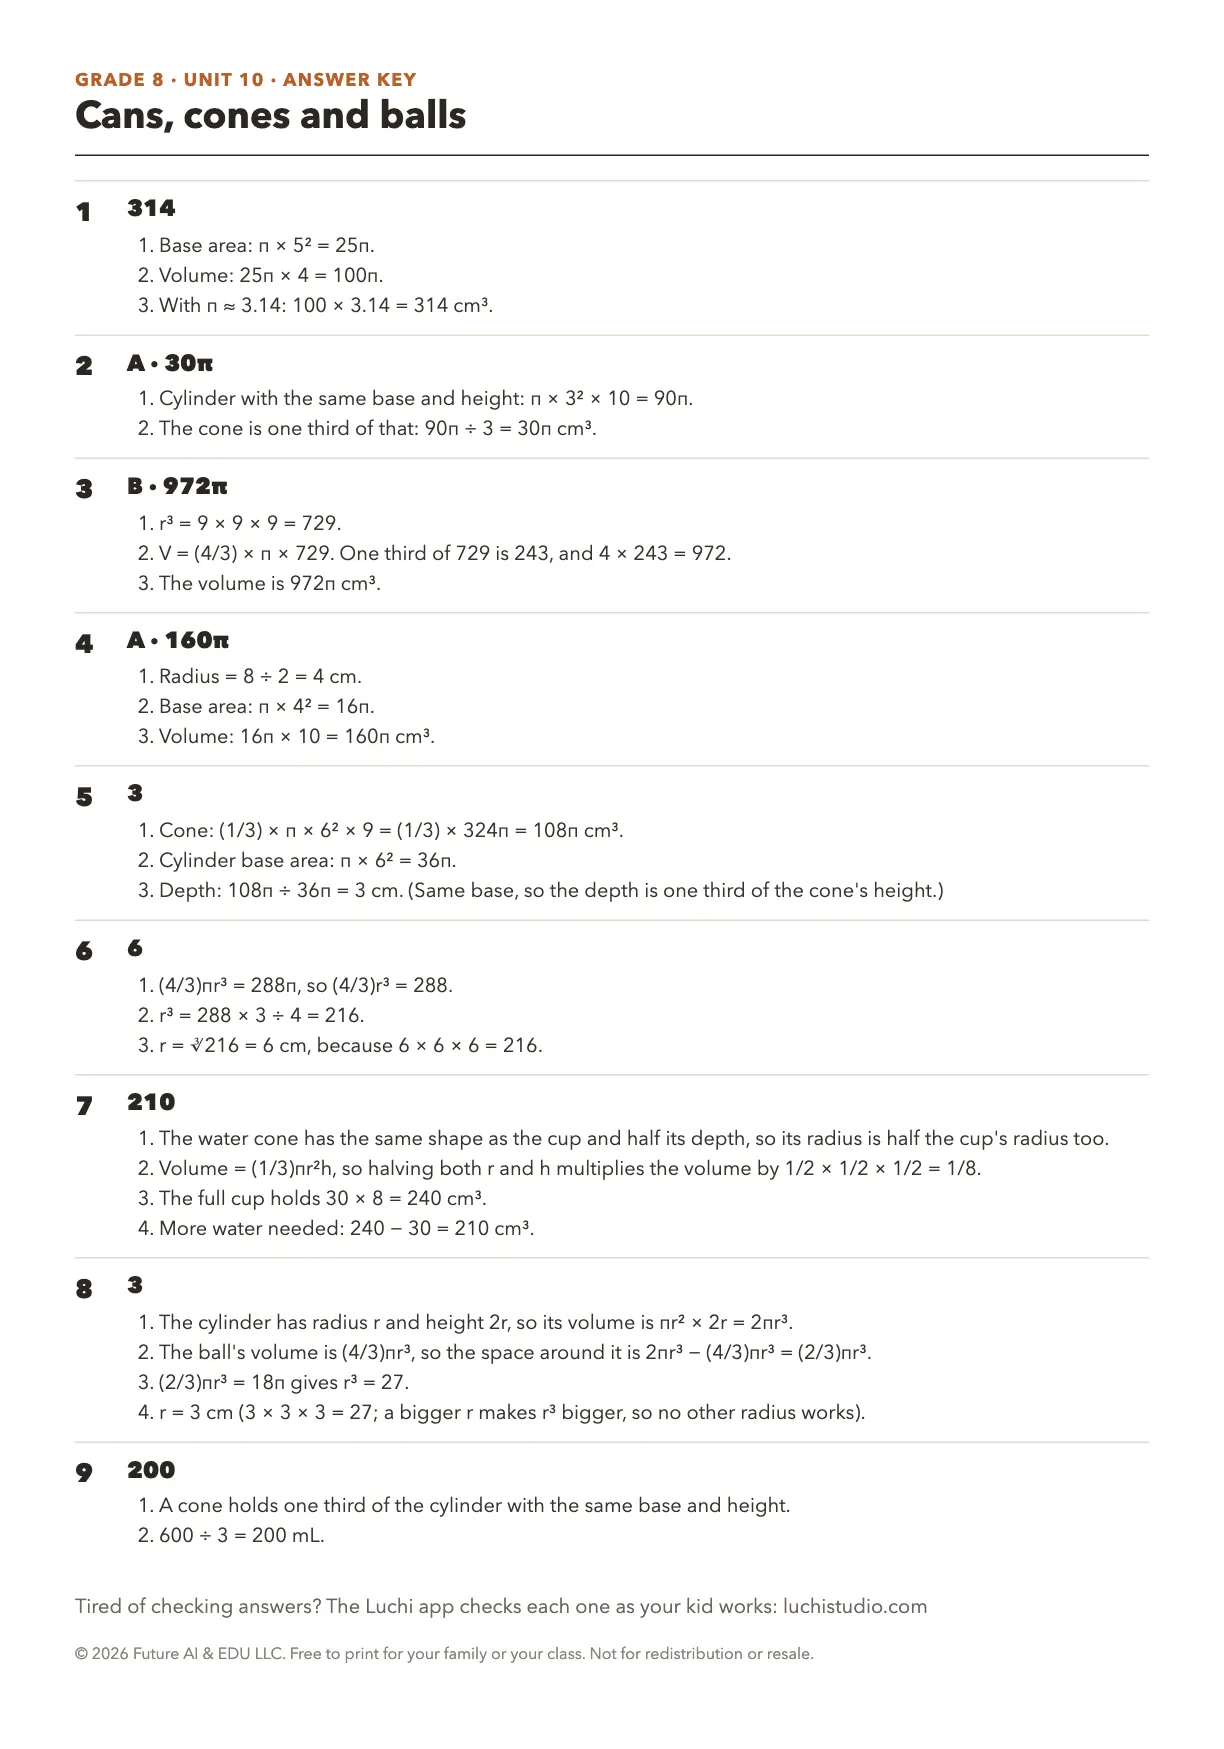 GRADE 8 · UNIT 10 · ANSWER KEY
Cans, cones and balls
1 314
1. Base area: π × 5² = 25π.
2. Volume: 25π × 4 = 100π.
3. With π ≈ 3.14: 100 × 3.14 = 314 cm³.
2 A · 30π
1. Cylinder with the same base and height: π × 3² × 10 = 90π.
2. The cone is one third of that: 90π ÷ 3 = 30π cm³.
3 B · 972π
1. r³ = 9 × 9 × 9 = 729.
2. V = (4/3) × π × 729. One third of 729 is 243, and 4 × 243 = 972.
3. The volume is 972π cm³.
4 A · 160π
1. Radius = 8 ÷ 2 = 4 cm.
2. Base area: π × 4² = 16π.
3. Volume: 16π × 10 = 160π cm³.
5 3
1. Cone: (1/3) × π × 6² × 9 = (1/3) × 324π = 108π cm³.
2. Cylinder base area: π × 6² = 36π.
3. Depth: 108π ÷ 36π = 3 cm. (Same base, so the depth is one third of the cone's height.)
6 6
1. (4/3)πr³ = 288π, so (4/3)r³ = 288.
2. r³ = 288 × 3 ÷ 4 = 216.
3. r = ∛216 = 6 cm, because 6 × 6 × 6 = 216.
7 210
1. The water cone has the same shape as the cup and half its depth, so its radius is half the cup's radius too.
2. Volume = (1/3)πr²h, so halving both r and h multiplies the volume by 1/2 × 1/2 × 1/2 = 1/8.
3. The full cup holds 30 × 8 = 240 cm³.
4. More water needed: 240 − 30 = 210 cm³.
8 3
1. The cylinder has radius r and height 2r, so its volume is πr² × 2r = 2πr³.
2. The ball's volume is (4/3)πr³, so the space around it is 2πr³ − (4/3)πr³ = (2/3)πr³.
3. (2/3)πr³ = 18π gives r³ = 27.
4. r = 3 cm (3 × 3 × 3 = 27; a bigger r makes r³ bigger, so no other radius works).
9 200
1. A cone holds one third of the cylinder with the same base and height.
2. 600 ÷ 3 = 200 mL.
Tired of checking answers? The Luchi app checks each one as your kid works: luchistudio.com
© 2026 Future AI & EDU LLC. Free to print for your family or your class. Not for redistribution or resale.